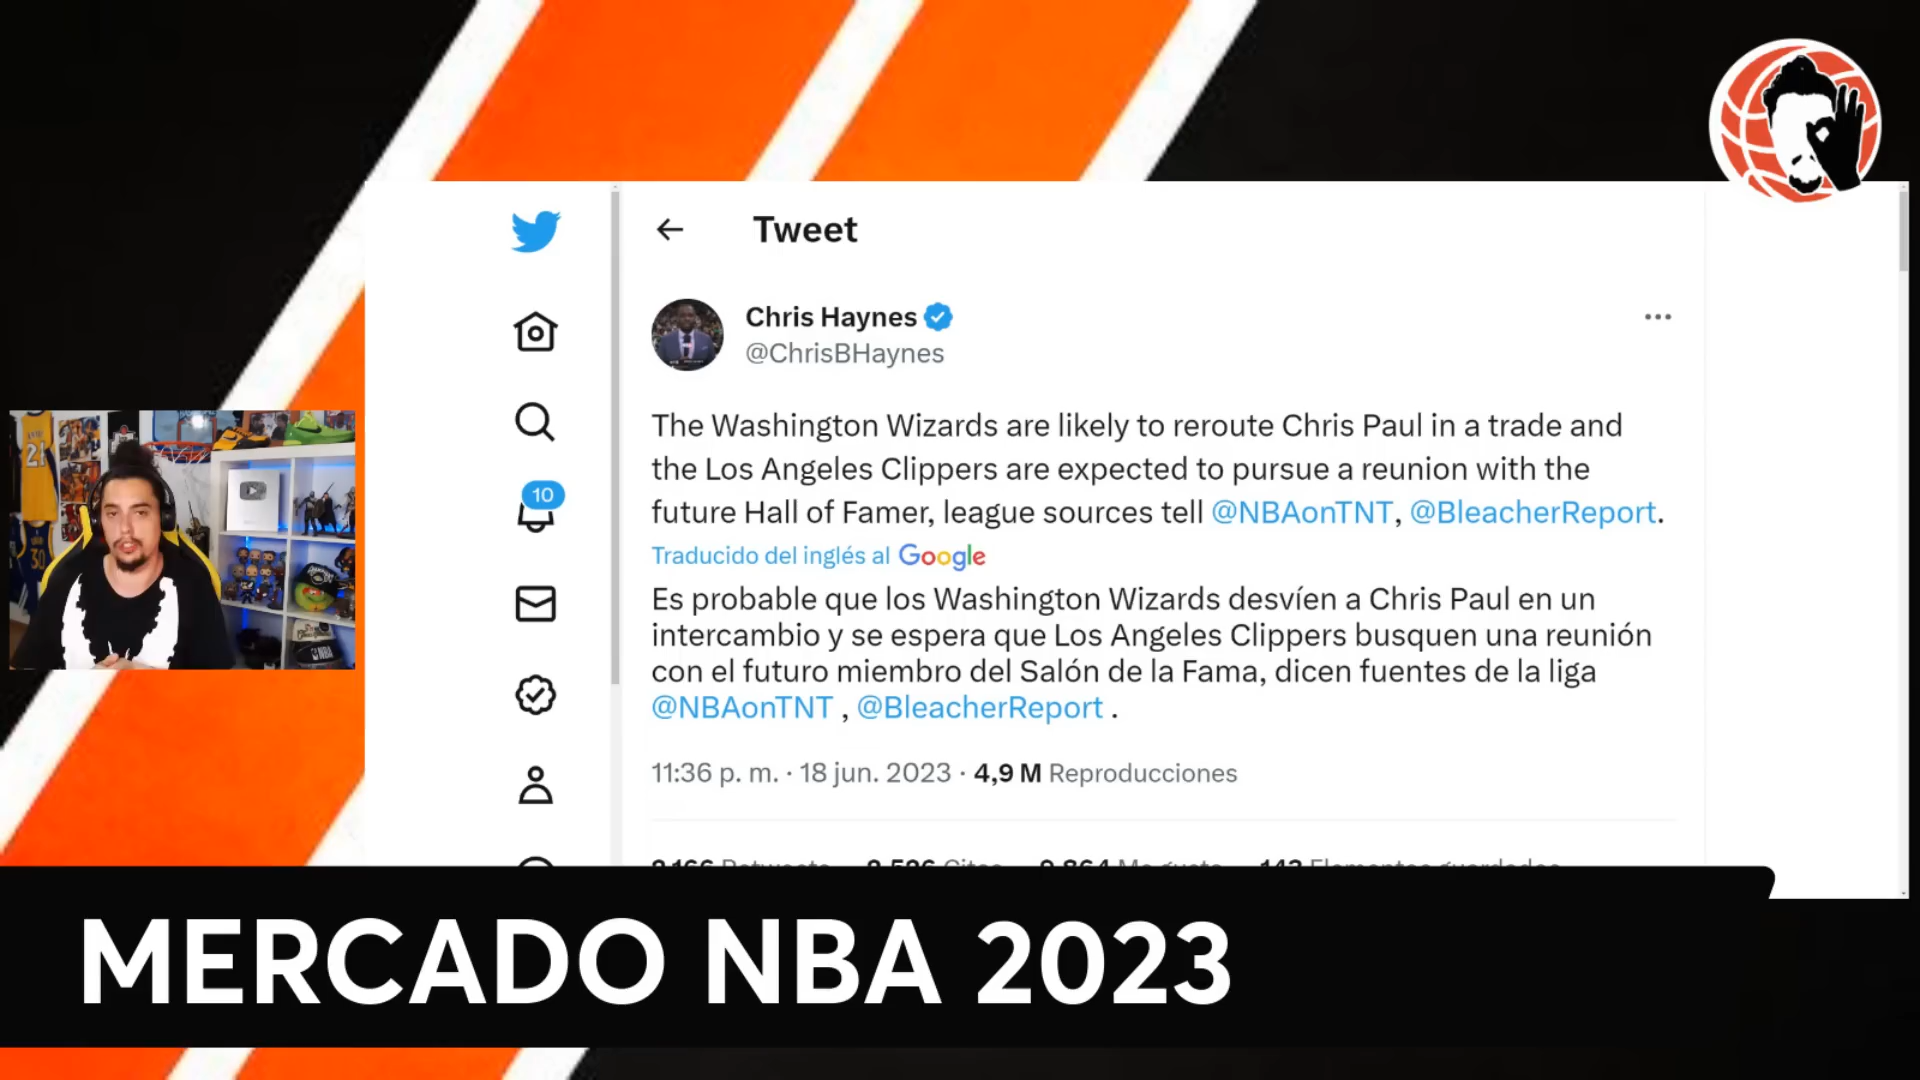 Tweet
Chris Haynes
@ChrisBHaynes
The Washington Wizards are likely to reroute Chris Paul in a trade and
the Los Angeles Clippers are expected to pursue a reunion with the
future Hall of Famer, league sources tell @NBAonTNT, @BleacherReport.
Traducido del inglés al Google
Es probable que los Washington Wizards desvíen a Chris Paul en un
intercambio y se espera que Los Angeles Clippers busquen una reunión
con el futuro miembro del Salón de la Fama, dicen fuentes de la liga
@NBAonTNT , @BleacherReport .
11:36 p. m. · 18 jun. 2023 · 4,9 M Reproducciones
10
21
30
NBA
MERCADO NBA 2023